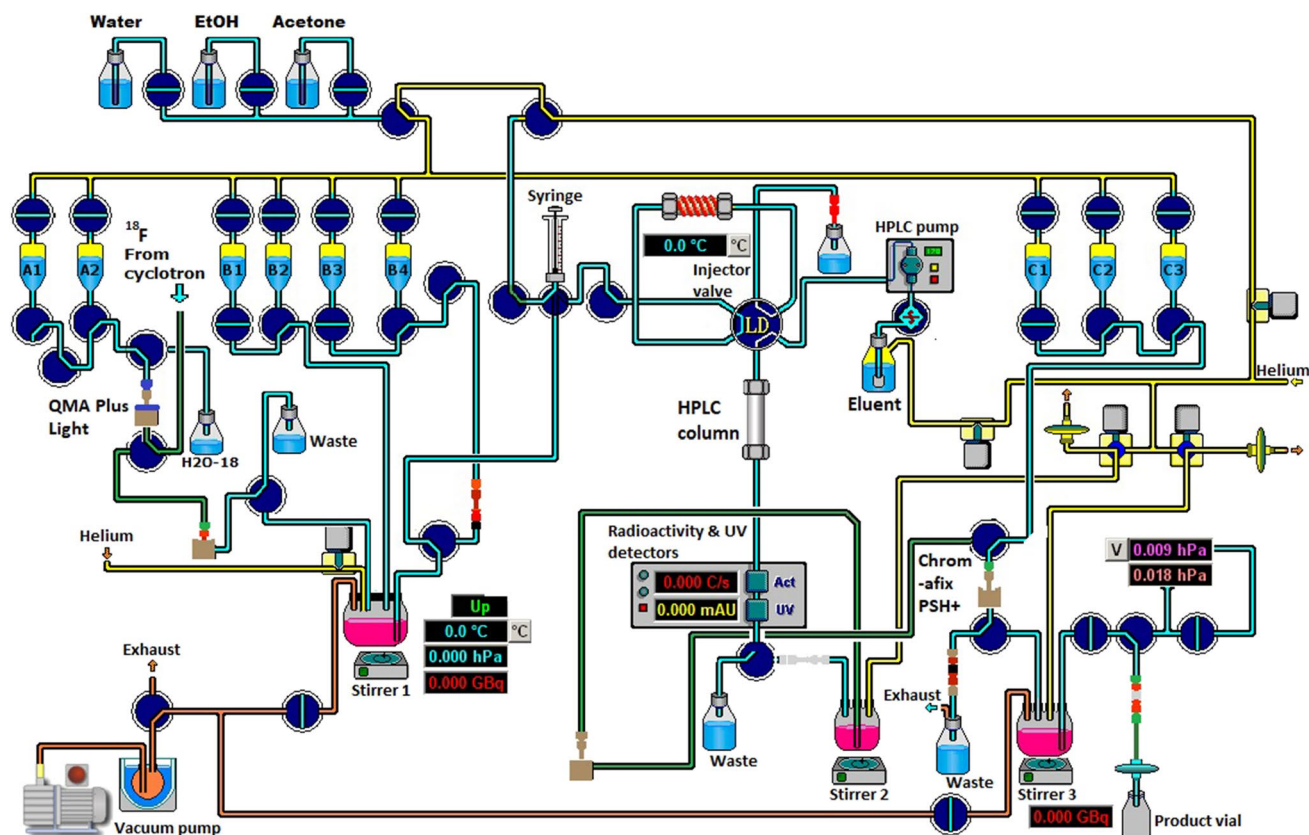 Water
EtOH
Acetone
A1
A2
18F
From
cyclotron
B1
B2
B3
B4
Syringe
0.0 °C
°C
Injector
valve
LD
HPLC pump
C1
C2
C3
Helium
QMA Plus
Light
H2O-18
Waste
HPLC
column
Eluent
Helium
Radioactivity & UV
detectors
0.000 C/s
Act
0.000 mAU
UV
Chrom
-afix
PSH+
V
0.009 hPa
0.018 hPa
Up
0.0 °C
°C
0.000 hPa
0.000 GBq
Stirrer 1
Exhaust
Exhaust
Waste
Stirrer 2
Waste
Stirrer 3
0.000 GBq
Product vial
Vacuum pump